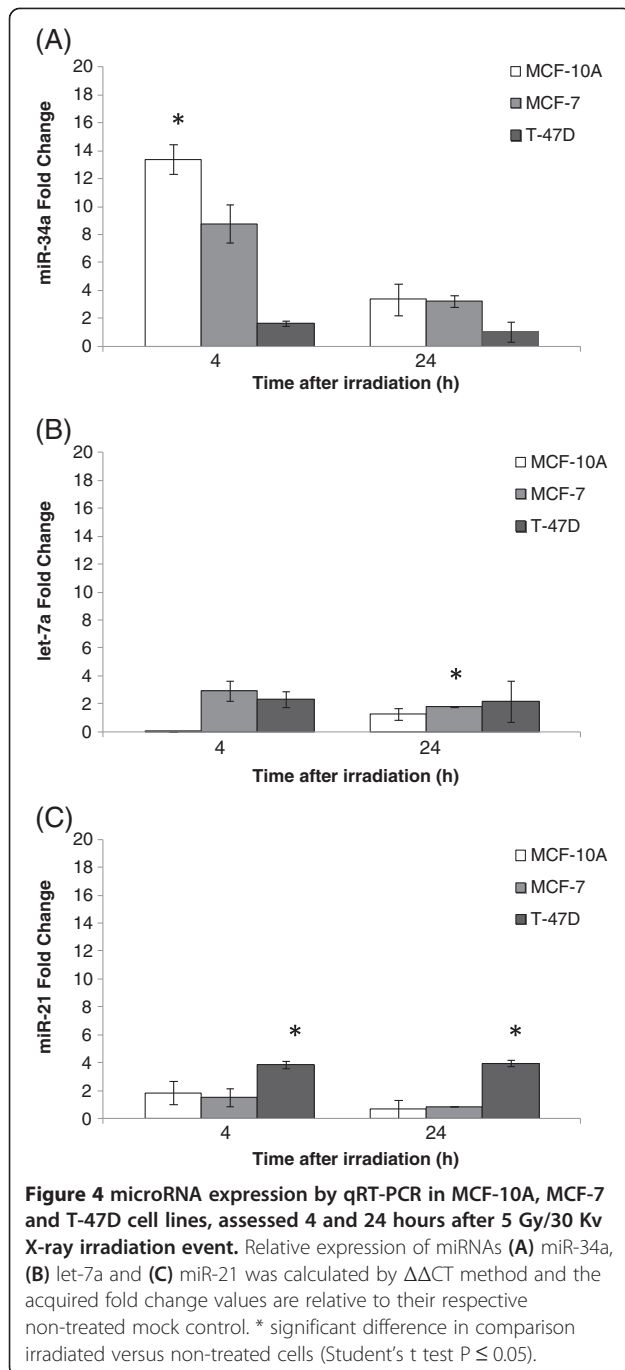 (A)
20
18
16
14
12
10
8
6
4
2
0
miR-34a Fold Change
*
MCF-10A
MCF-7
T-47D
4 24
Time after irradiation (h)
(B)
20
18
16
14
12
10
8
6
4
2
0
let-7a Fold Change
MCF-10A
MCF-7
T-47D
*
4 24
Time after irradiation (h)
(C)
20
18
16
14
12
10
8
6
4
2
0
miR-21 Fold Change
MCF-10A
MCF-7
T-47D
* *
4 24
Time after irradiation (h)
Figure 4 microRNA expression by qRT-PCR in MCF-10A, MCF-7
and T-47D cell lines, assessed 4 and 24 hours after 5 Gy/30 Kv
X-ray irradiation event. Relative expression of miRNAs (A) miR-34a,
(B) let-7a and (C) miR-21 was calculated by ΔΔCT method and the
acquired fold change values are relative to their respective
non-treated mock control. * significant difference in comparison
irradiated versus non-treated cells (Student's t test P ≤ 0.05).